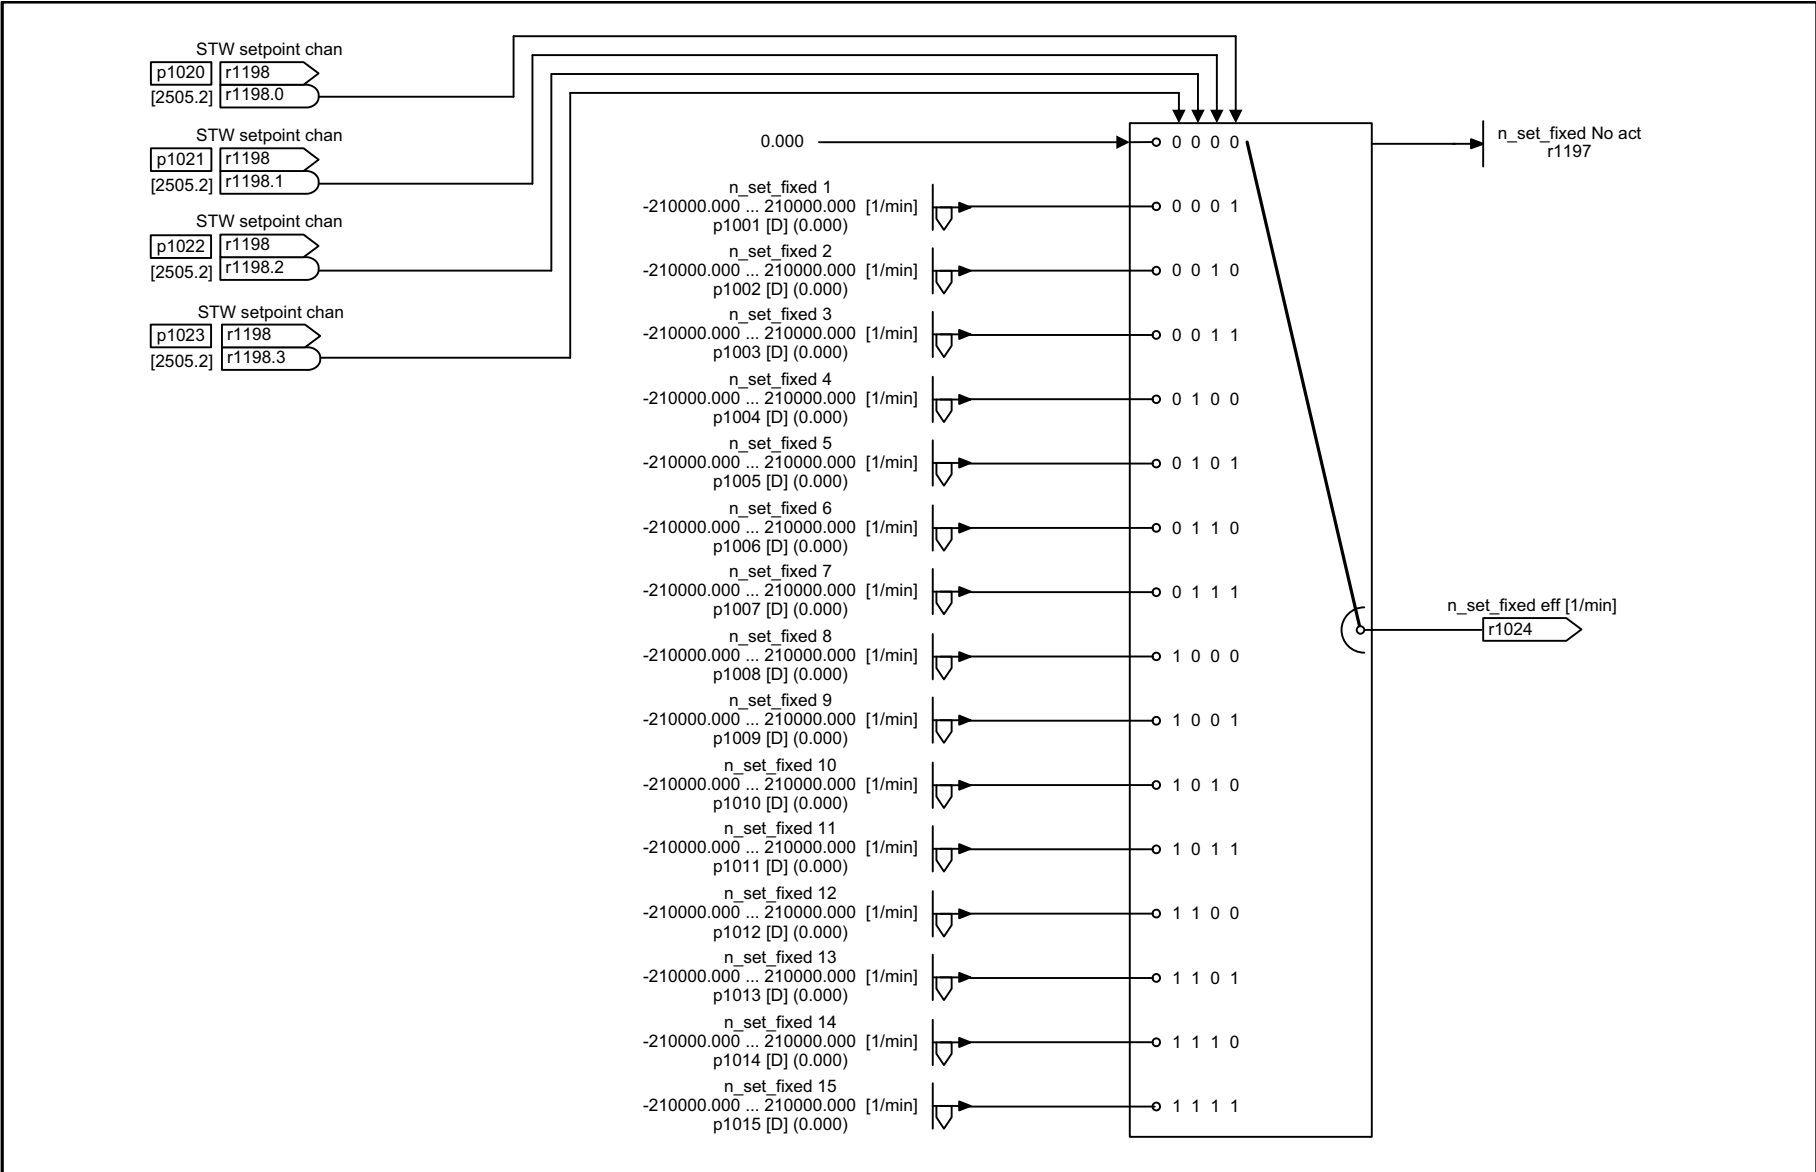 STW setpoint chan
p1020 r1198
[2505.2] r1198.0
STW setpoint chan
p1021 r1198
[2505.2] r1198.1
STW setpoint chan
p1022 r1198
[2505.2] r1198.2
STW setpoint chan
p1023 r1198
[2505.2] r1198.3
0.000 0 0 0 0
n_set_fixed 1
-210000.000 ... 210000.000 [1/min] 0 0 0 1
p1001 [D] (0.000)
n_set_fixed 2
-210000.000 ... 210000.000 [1/min] 0 0 1 0
p1002 [D] (0.000)
n_set_fixed 3
-210000.000 ... 210000.000 [1/min] 0 0 1 1
p1003 [D] (0.000)
n_set_fixed 4
-210000.000 ... 210000.000 [1/min] 0 1 0 0
p1004 [D] (0.000)
n_set_fixed 5
-210000.000 ... 210000.000 [1/min] 0 1 0 1
p1005 [D] (0.000)
n_set_fixed 6
-210000.000 ... 210000.000 [1/min] 0 1 1 0
p1006 [D] (0.000)
n_set_fixed 7
-210000.000 ... 210000.000 [1/min] 0 1 1 1
p1007 [D] (0.000)
n_set_fixed 8
-210000.000 ... 210000.000 [1/min] 1 0 0 0
p1008 [D] (0.000)
n_set_fixed 9
-210000.000 ... 210000.000 [1/min] 1 0 0 1
p1009 [D] (0.000)
n_set_fixed 10
-210000.000 ... 210000.000 [1/min] 1 0 1 0
p1010 [D] (0.000)
n_set_fixed 11
-210000.000 ... 210000.000 [1/min] 1 0 1 1
p1011 [D] (0.000)
n_set_fixed 12
-210000.000 ... 210000.000 [1/min] 1 1 0 0
p1012 [D] (0.000)
n_set_fixed 13
-210000.000 ... 210000.000 [1/min] 1 1 0 1
p1013 [D] (0.000)
n_set_fixed 14
-210000.000 ... 210000.000 [1/min] 1 1 1 0
p1014 [D] (0.000)
n_set_fixed 15
-210000.000 ... 210000.000 [1/min] 1 1 1 1
p1015 [D] (0.000)
n_set_fixed No act
r1197
n_set_fixed eff [1/min]
r1024